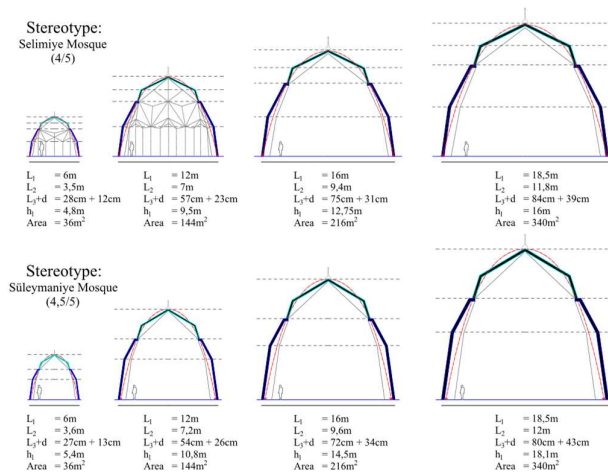 Stereotype:
Selimiye Mosque
(4/5)
L1 = 6m
L2 = 3,5m
L3+d = 28cm + 12cm
h1 = 4,8m
Area = 36m²
L1 = 12m
L2 = 7m
L3+d = 57cm + 23cm
h1 = 9,5m
Area = 144m²
L1 = 16m
L2 = 9,4m
L3+d = 75cm + 31cm
h1 = 12,75m
Area = 216m²
L1 = 18,5m
L2 = 11,8m
L3+d = 84cm + 39cm
h1 = 16m
Area = 340m²
Stereotype:
Süleymaniye Mosque
(4,5/5)
L1 = 6m
L2 = 3,6m
L3+d = 27cm + 13cm
h1 = 5,4m
Area = 36m²
L1 = 12m
L2 = 7,2m
L3+d = 54cm + 26cm
h1 = 10,8m
Area = 144m²
L1 = 16m
L2 = 9,6m
L3+d = 72cm + 34cm
h1 = 14,5m
Area = 216m²
L1 = 18,5m
L2 = 12m
L3+d = 80cm + 43cm
h1 = 18,1m
Area = 340m²